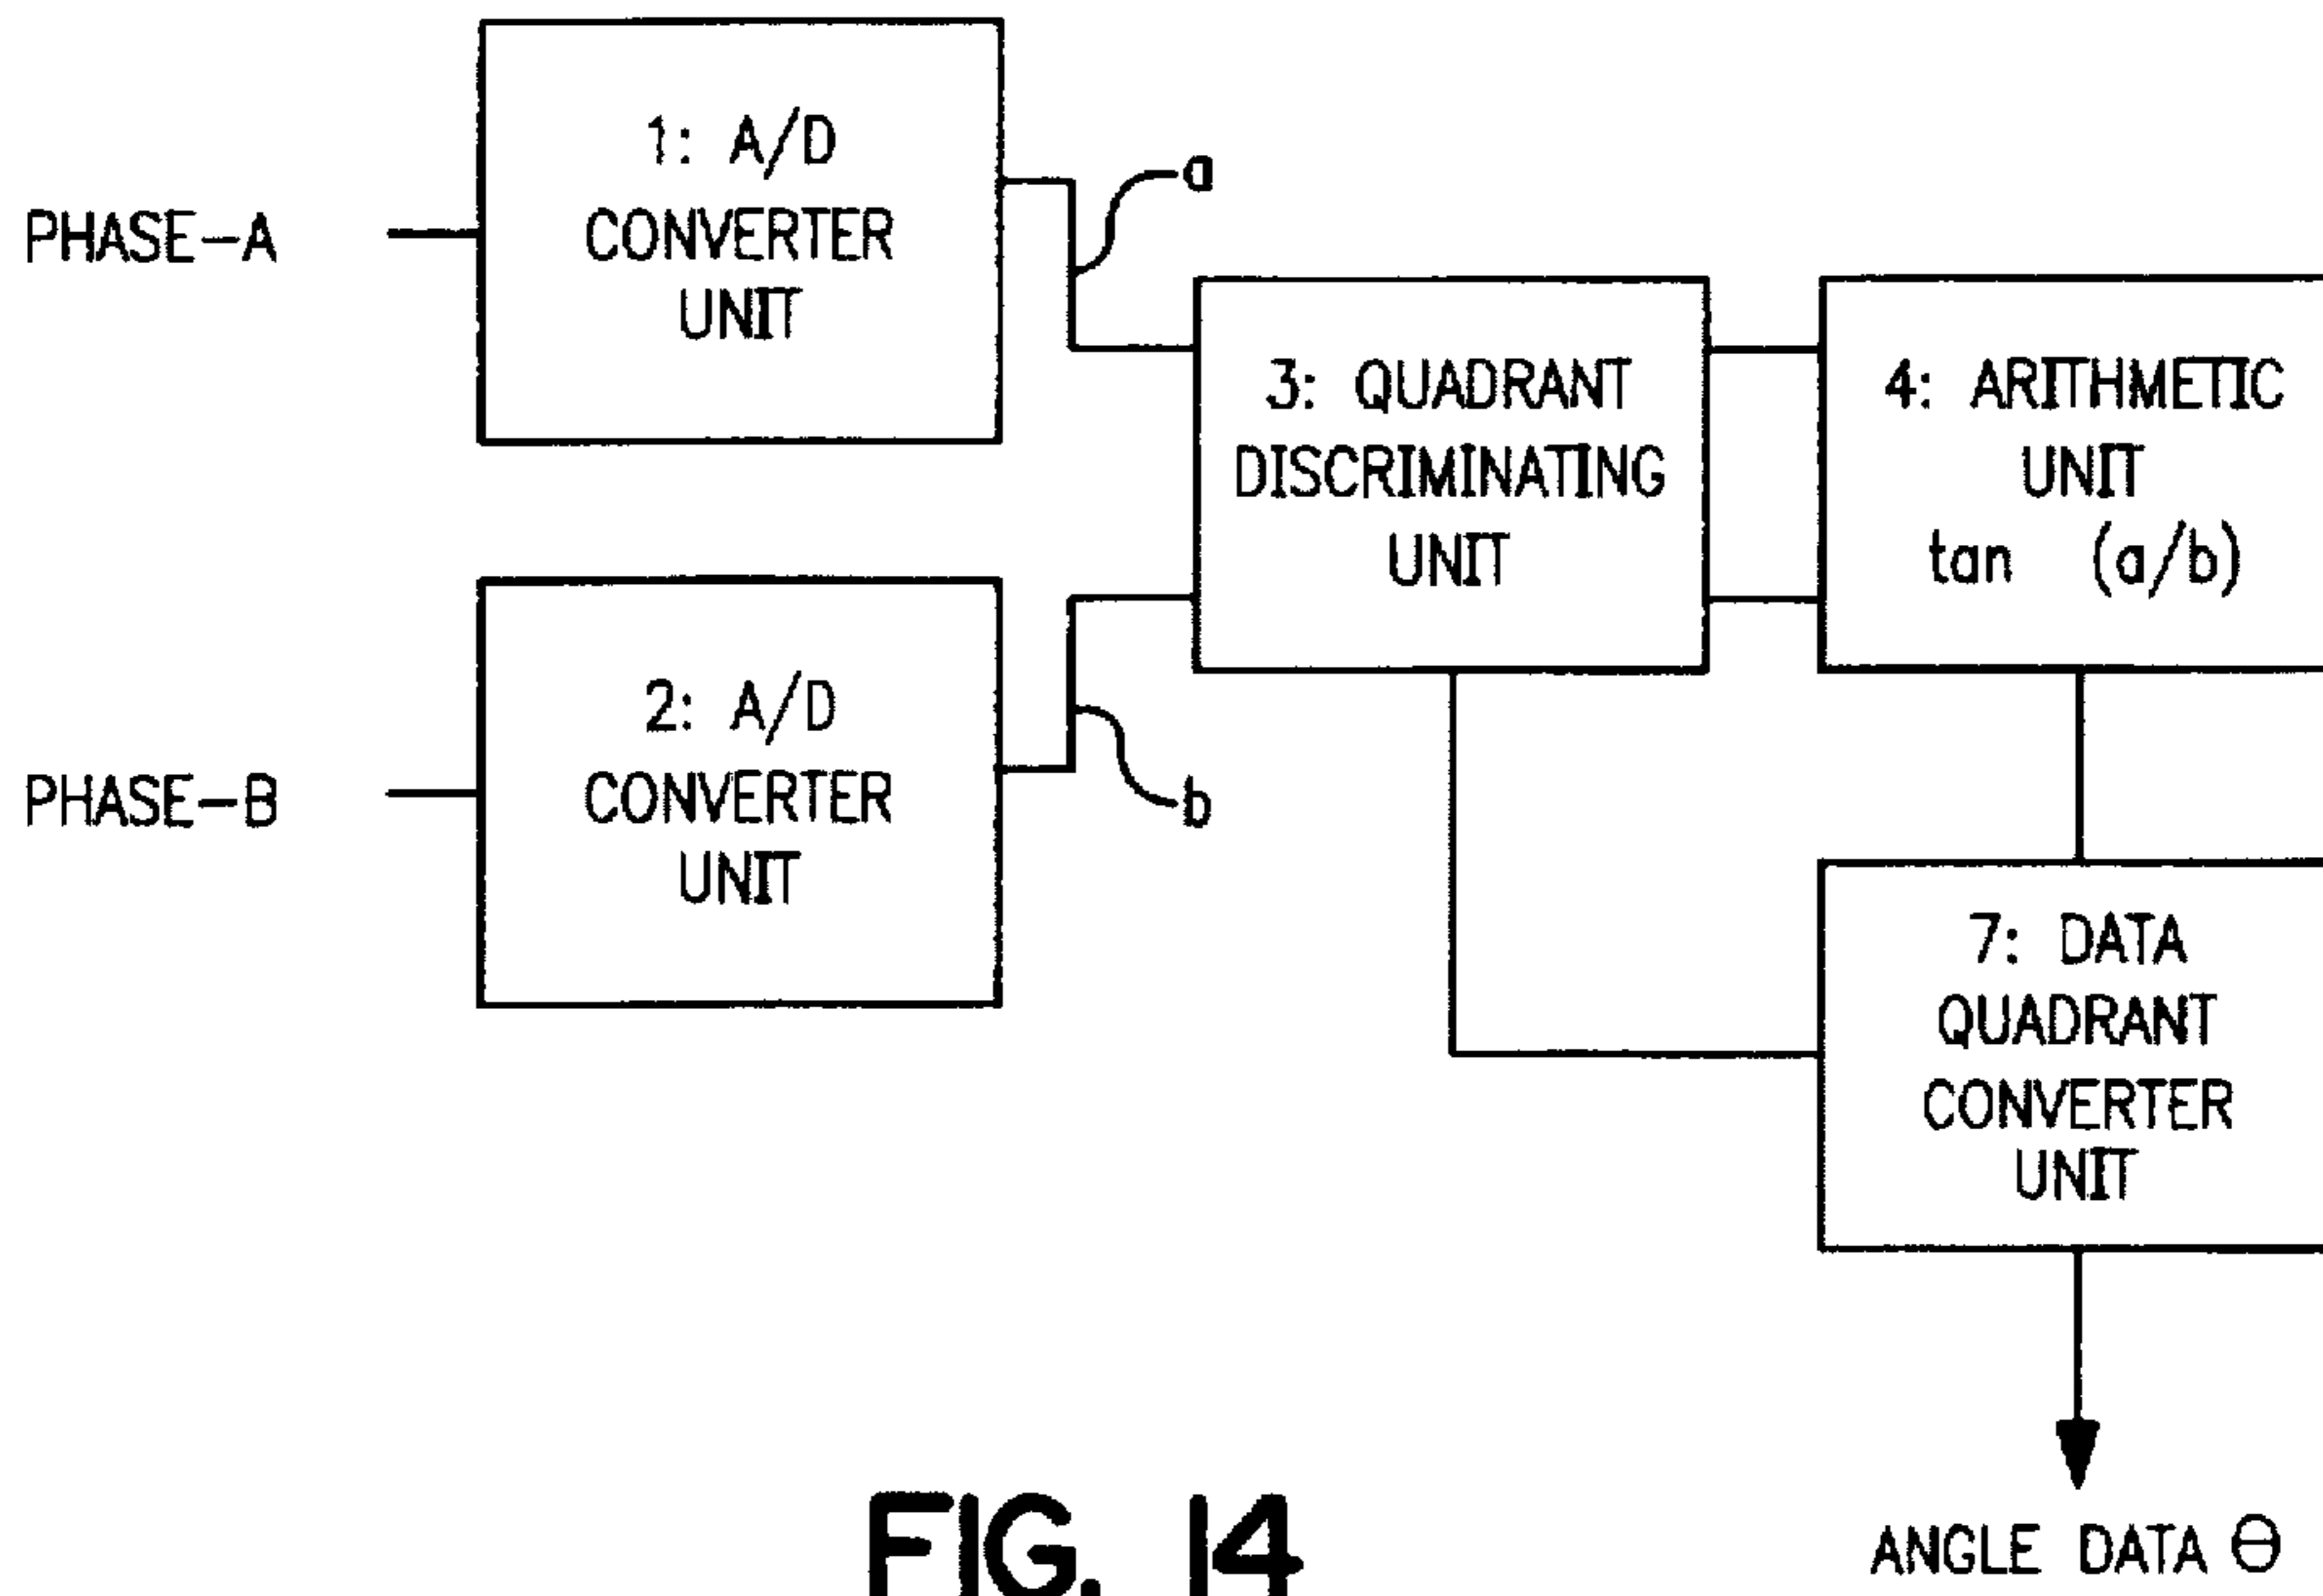 PHASE-A
1: A/D
CONVERTER
UNIT
a
PHASE-B
2: A/D
CONVERTER
UNIT
b
3: QUADRANT
DISCRIMINATING
UNIT
4: ARITHMETIC
UNIT
tan (a/b)
7: DATA
QUADRANT
CONVERTER
UNIT
ANGLE DATA Θ
FIG. 14